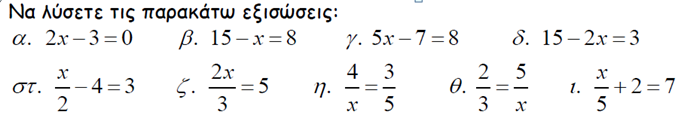 Να λύσετε τις παρακάτω εξισώσεις:
α. 2x−3=0 β. 15−x=8 γ. 5x−7=8 δ. 15−2x=3
στ. x/2−4=3 ζ. 2x/3=5 η. 4/x=3/5 θ. 2/3=5/x ι. x/5+2=7